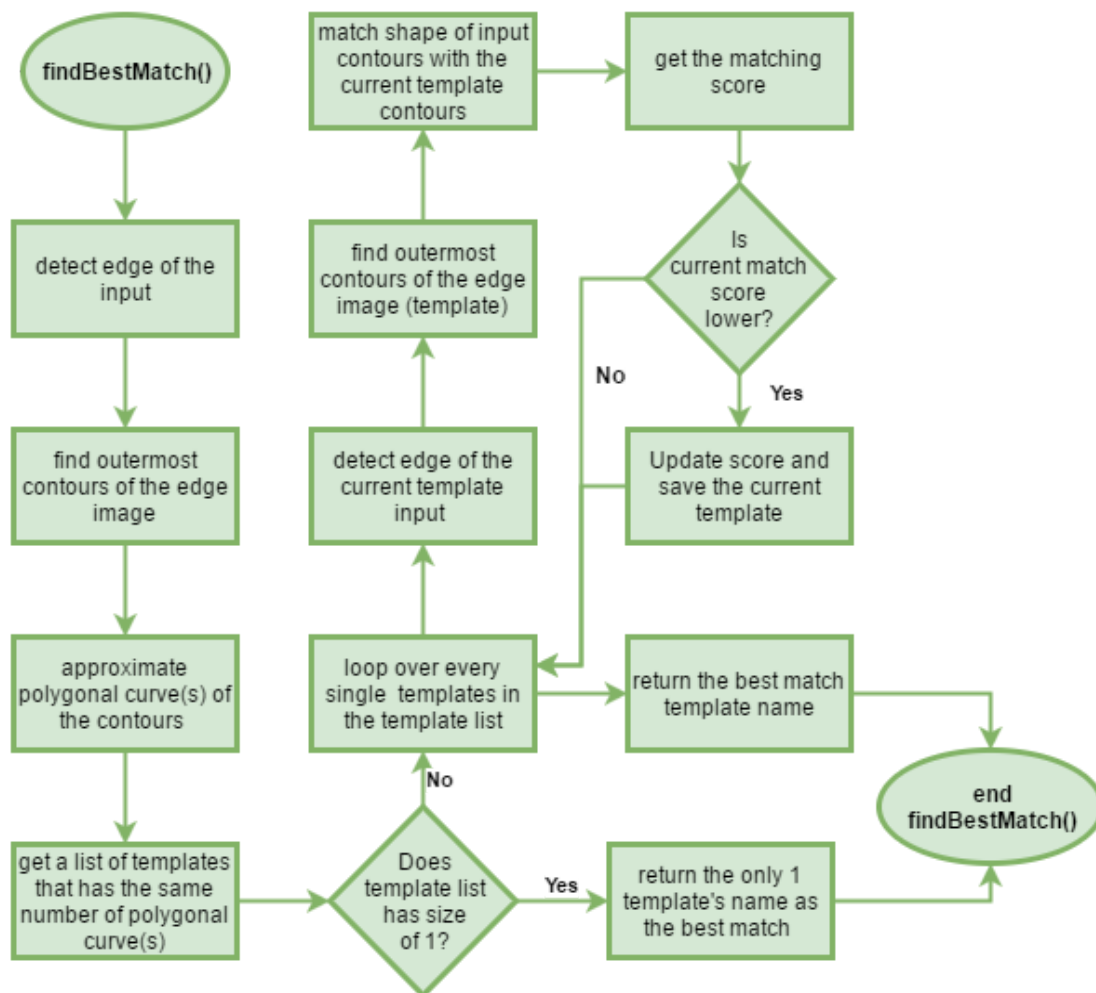 findBestMatch()
detect edge of the
input
find outermost
contours of the edge
image
approximate
polygonal curve(s) of
the contours
get a list of templates
that has the same
number of polygonal
curve(s)
Does
template list
has size
of 1?
Yes
No
return the only 1
template's name as
the best match
loop over every
single templates in
the template list
detect edge of the
current template
input
find outermost
contours of the edge
image (template)
match shape of input
contours with the
current template
contours
get the matching
score
Is
current match
score
lower?
No
Yes
Update score and
save the current
template
return the best match
template name
end
findBestMatch()